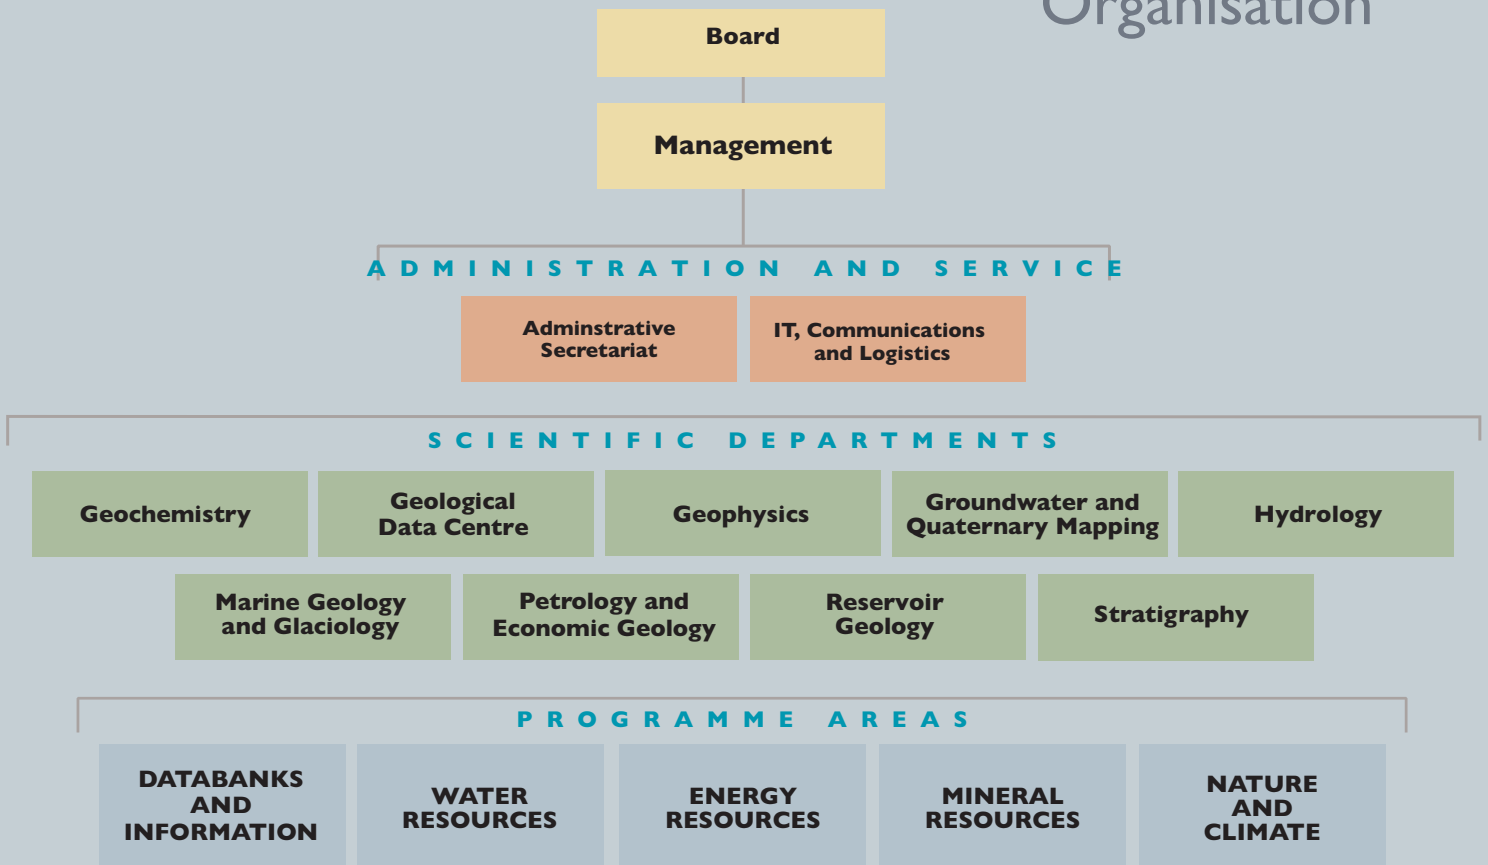 Organisation
Board
Management
ADMINISTRATION AND SERVICE
Adminstrative
Secretariat
IT, Communications
and Logistics
SCIENTIFIC DEPARTMENTS
Geochemistry
Geological
Data Centre
Geophysics
Groundwater and
Quaternary Mapping
Hydrology
Marine Geology
and Glaciology
Petrology and
Economic Geology
Reservoir
Geology
Stratigraphy
PROGRAMME AREAS
DATABANKS
AND
INFORMATION
WATER
RESOURCES
ENERGY
RESOURCES
MINERAL
RESOURCES
NATURE
AND
CLIMATE